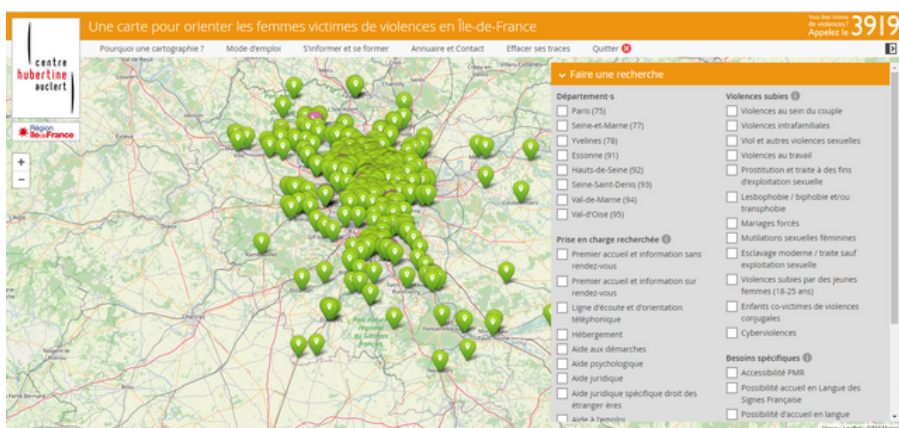 Une carte pour orienter les femmes victimes de violences en Île-de-France
Vous êtes victime
de violences ?
Appelez le 3919
centre
hubertine
auclert
Région
île de France
Pourquoi une cartographie ?
Mode d'emploi
S'informer et se former
Annuaire et Contact
Effacer ses traces
Quitter
+
−
Faire une recherche
Département·s
Paris (75)
Seine-et-Marne (77)
Yvelines (78)
Essonne (91)
Hauts-de-Seine (92)
Seine-Saint-Denis (93)
Val-de-Marne (94)
Val-d'Oise (95)
Prise en charge recherchée
Premier accueil et information sans
rendez-vous
Premier accueil et information sur
rendez-vous
Ligne d'écoute et d'orientation
téléphonique
Hébergement
Aide aux démarches
Aide psychologique
Aide juridique
Aide juridique spécifique droit des
étranger·ères
Aide à l'emploi
Violences subies
Violences au sein du couple
Violences intrafamiliales
Viol et autres violences sexuelles
Violences au travail
Prostitution et traite à des fins
d'exploitation sexuelle
Lesbophobie / biphobie et/ou
transphobie
Mariages forcés
Mutilations sexuelles féminines
Esclavage moderne / traite sauf
exploitation sexuelle
Violences subies par des jeunes
femmes (18-25 ans)
Enfants co-victimes de violences
conjugales
Cyberviolences
Besoins spécifiques
Accessibilité PMR
Possibilité accueil en Langue des
Signes Française
Possibilité d'accueil en langue